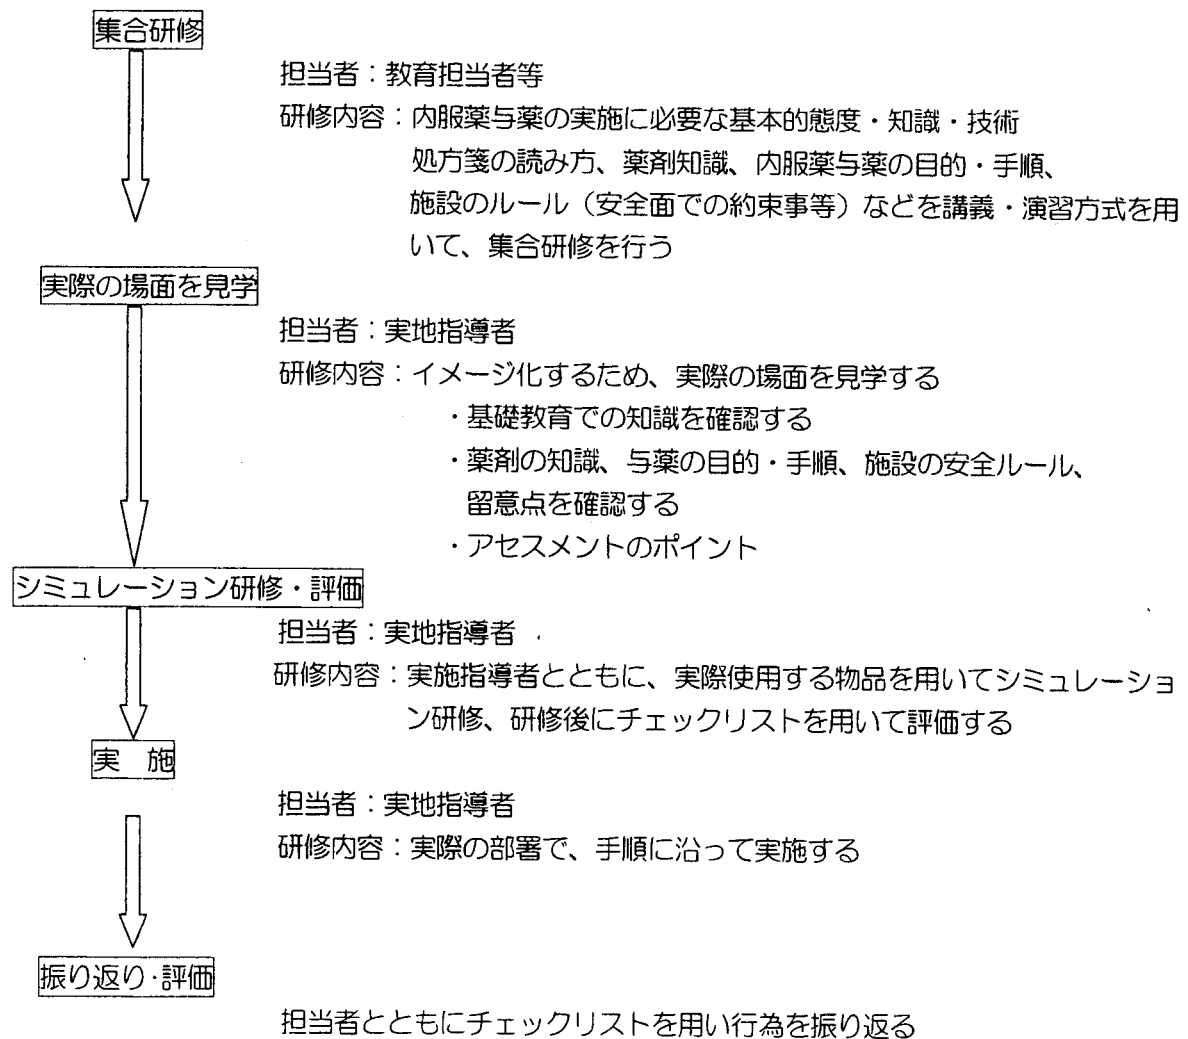 集合研修
担当者：教育担当者等
研修内容：内服薬与薬の実施に必要な基本的態度・知識・技術
処方箋の読み方、薬剤知識、内服薬与薬の目的・手順、
施設のルール（安全面での約束事等）などを講義・演習方式を用
いて、集合研修を行う
実際の場面を見学
担当者：実地指導者
研修内容：イメージ化するため、実際の場面を見学する
・基礎教育での知識を確認する
・薬剤の知識、与薬の目的・手順、施設の安全ルール、
留意点を確認する
・アセスメントのポイント
シミュレーション研修・評価
担当者：実地指導者
研修内容：実施指導者とともに、実際使用する物品を用いてシミュレーショ
ン研修、研修後にチェックリストを用いて評価する
実　施
担当者：実地指導者
研修内容：実際の部署で、手順に沿って実施する
振り返り・評価
担当者とともにチェックリストを用い行為を振り返る